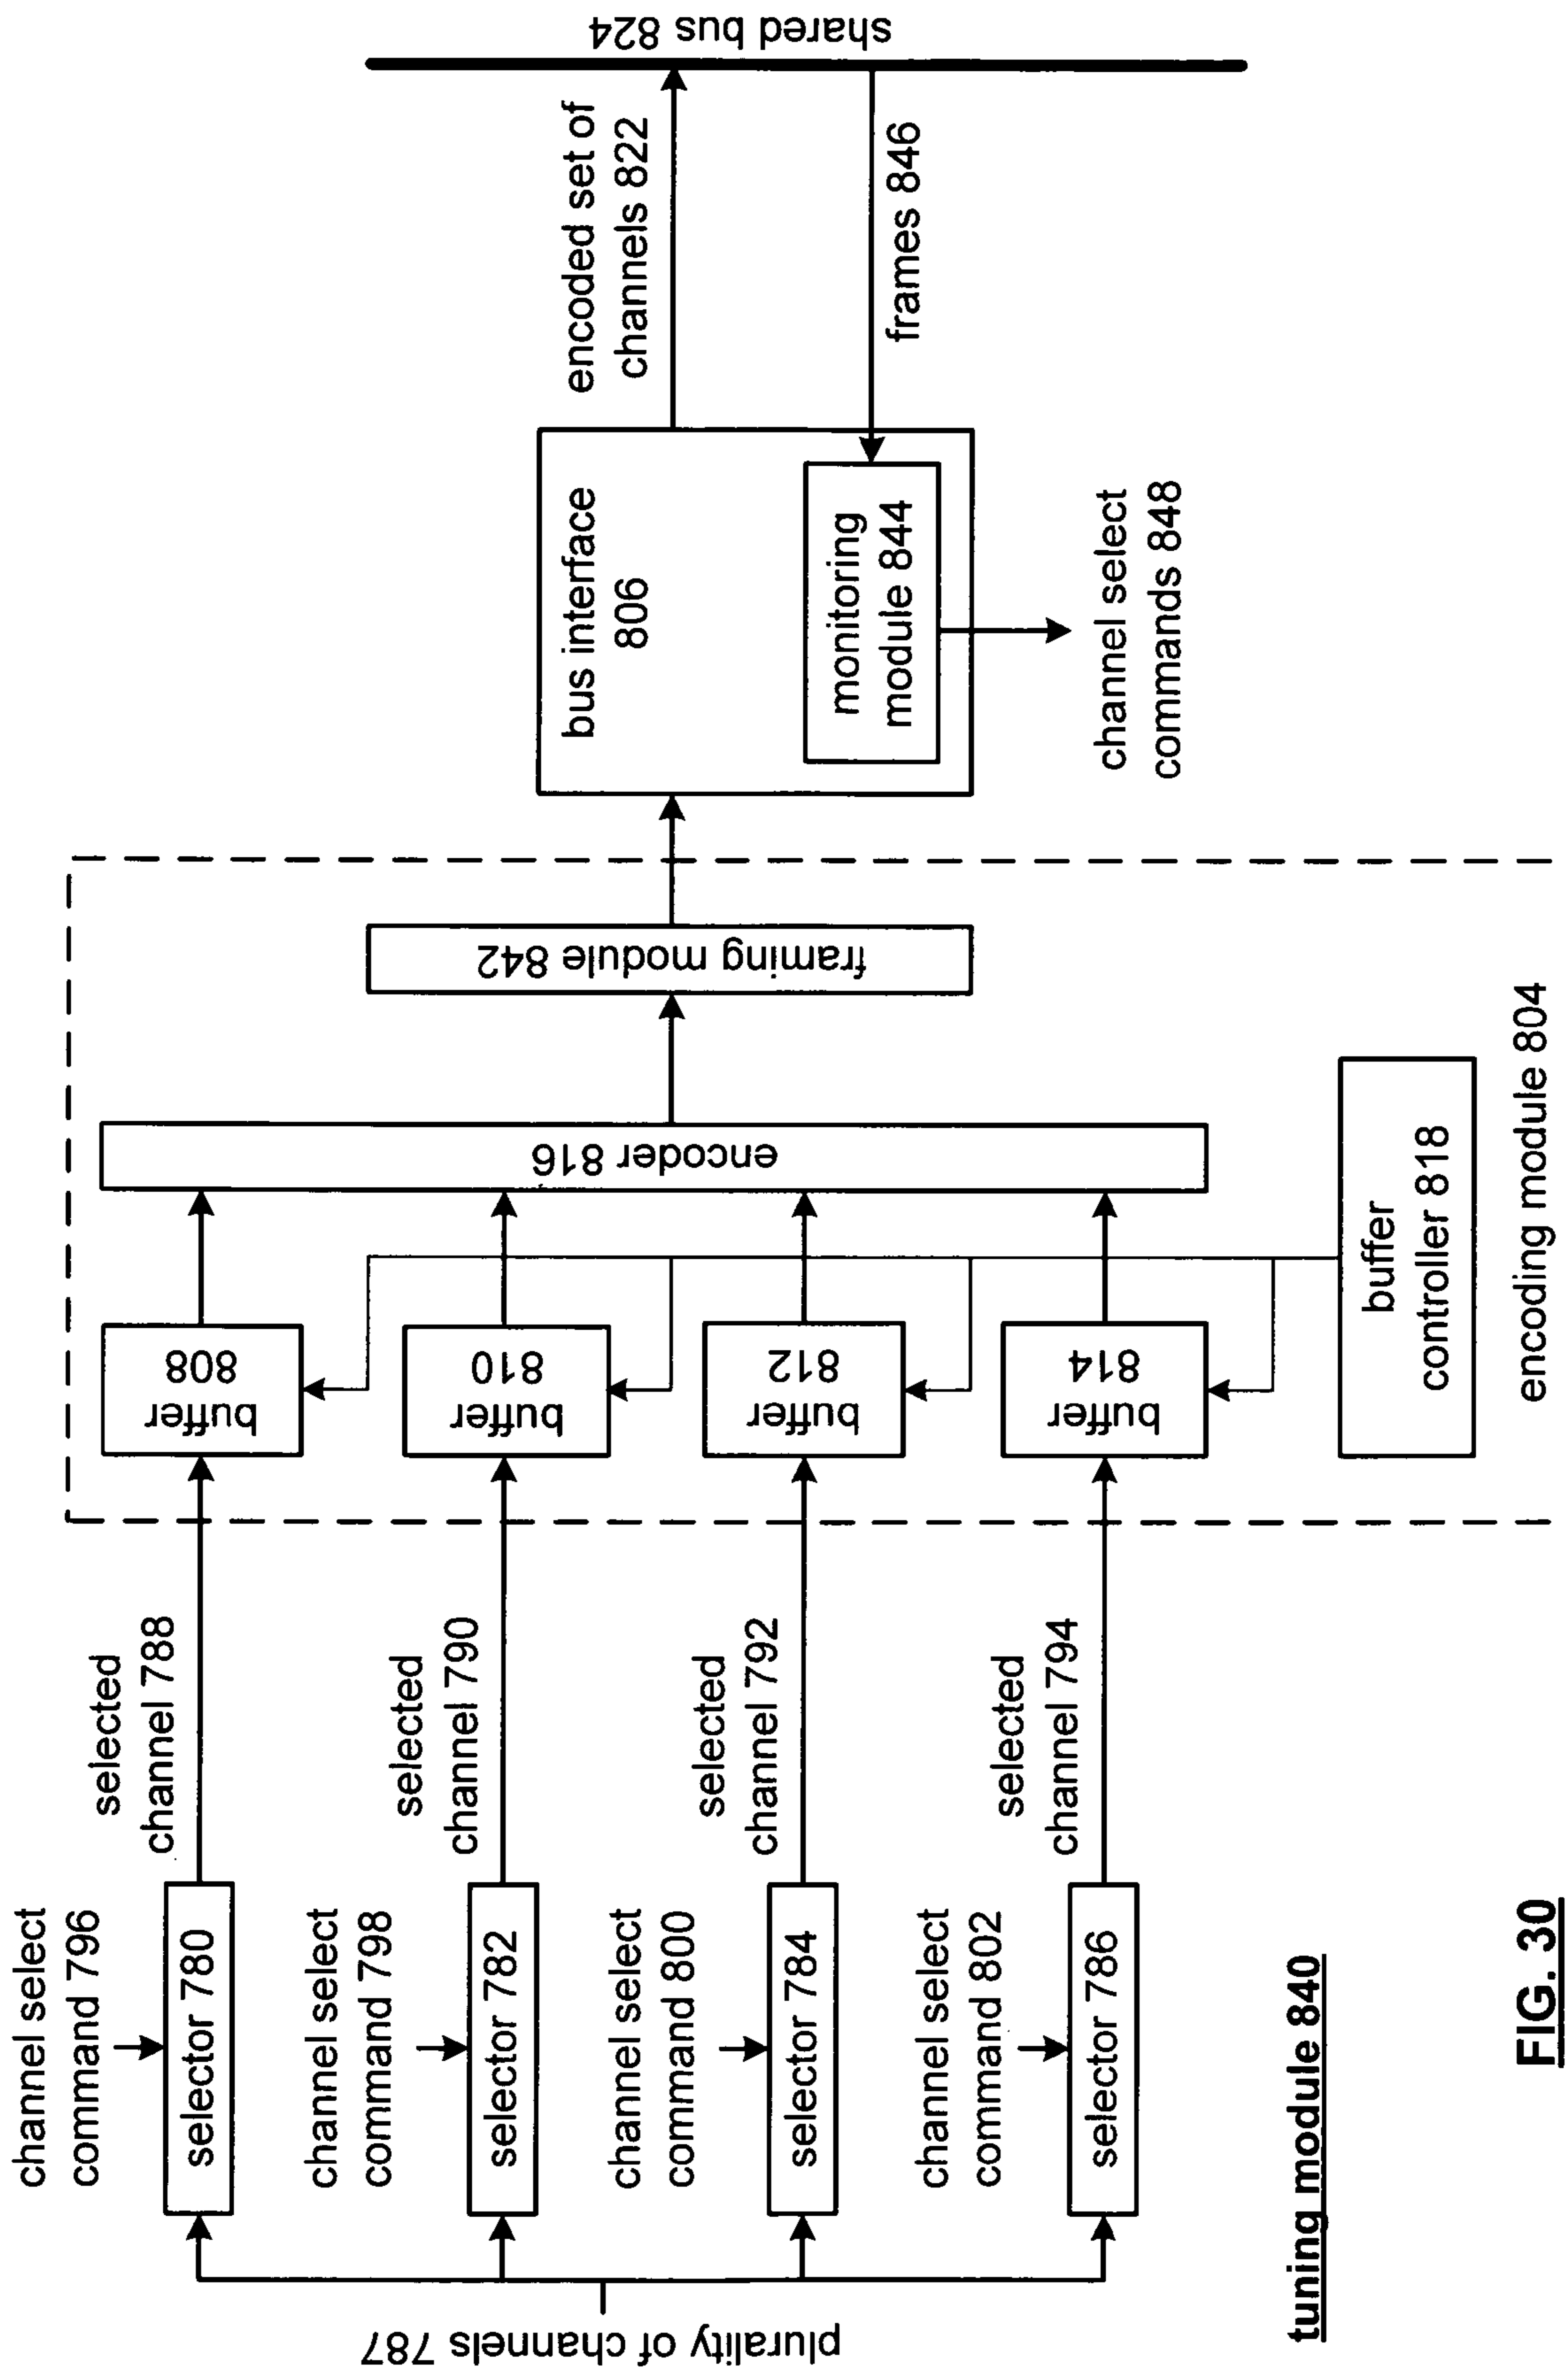 plurality of channels 787
channel select
command 796
selector 780
selected
channel 788
channel select
command 798
selector 782
selected
channel 790
channel select
command 800
selector 784
selected
channel 792
channel select
command 802
selector 786
selected
channel 794
buffer
808
buffer
810
buffer
812
buffer
814
encoder 816
buffer
controller 818
encoding module 804
framing module 842
bus interface
806
monitoring
module 844
channel select
commands 848
encoded set of
channels 822
frames 846
shared bus 824
tuning module 840
FIG. 30